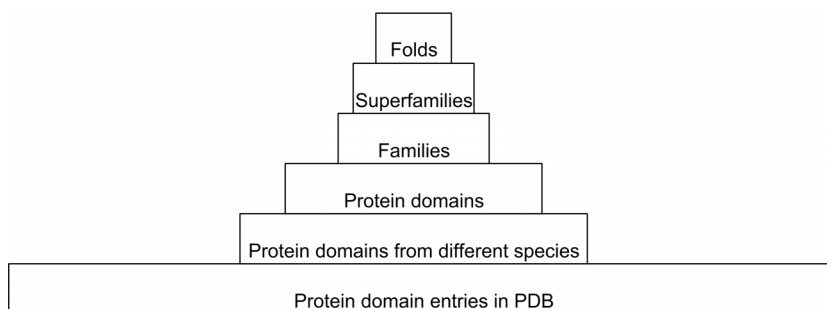 Folds
Superfamilies
Families
Protein domains
Protein domains from different species
Protein domain entries in PDB